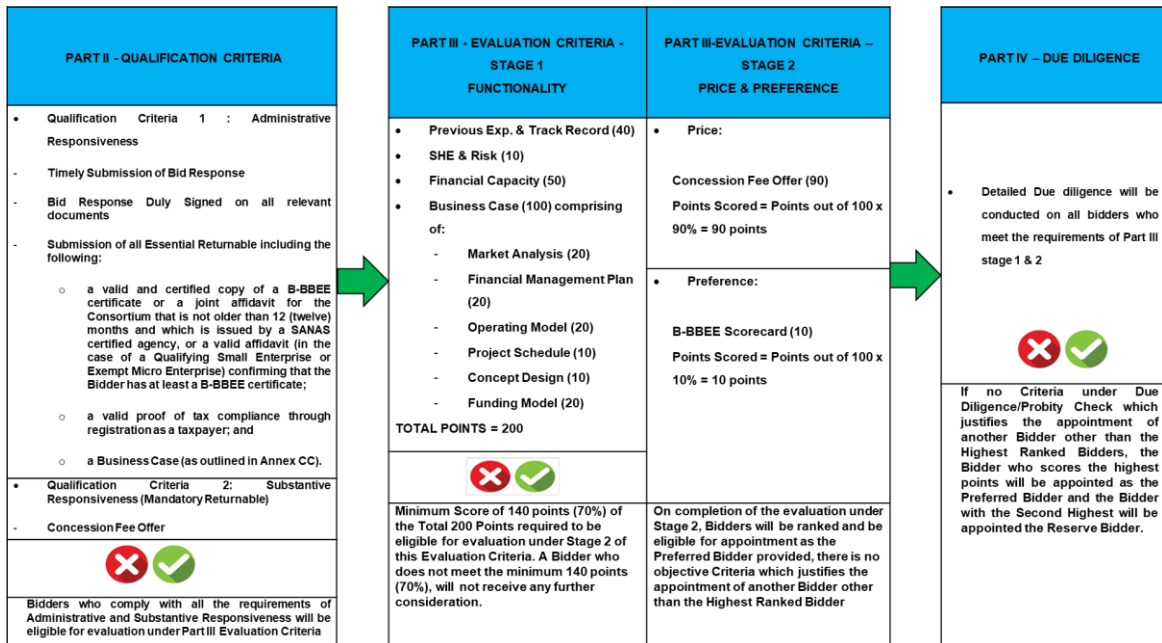 PART II - QUALIFICATION CRITERIA
• Qualification Criteria 1 : Administrative
Responsiveness
- Timely Submission of Bid Response
- Bid Response Duly Signed on all relevant
documents
- Submission of all Essential Returnable including the
following:
o a valid and certified copy of a B-BBEE
certificate or a joint affidavit for the
Consortium that is not older than 12 (twelve)
months and which is issued by a SANAS
certified agency, or a valid affidavit (in the
case of a Qualifying Small Enterprise or
Exempt Micro Enterprise) confirming that the
Bidder has at least a B-BBEE certificate;
o a valid proof of tax compliance through
registration as a taxpayer; and
o a Business Case (as outlined in Annex CC).
• Qualification Criteria 2: Substantive
Responsiveness (Mandatory Returnable)
- Concession Fee Offer
Bidders who comply with all the requirements of
Administrative and Substantive Responsiveness will be
eligible for evaluation under Part III Evaluation Criteria
PART III - EVALUATION CRITERIA -
STAGE 1
FUNCTIONALITY
• Previous Exp. & Track Record (40)
• SHE & Risk (10)
• Financial Capacity (50)
• Business Case (100) comprising
of:
- Market Analysis (20)
- Financial Management Plan
(20)
- Operating Model (20)
- Project Schedule (10)
- Concept Design (10)
- Funding Model (20)
TOTAL POINTS = 200
Minimum Score of 140 points (70%) of
the Total 200 Points required to be
eligible for evaluation under Stage 2 of
this Evaluation Criteria. A Bidder who
does not meet the minimum 140 points
(70%), will not receive any further
consideration.
PART III-EVALUATION CRITERIA –
STAGE 2
PRICE & PREFERENCE
• Price:
Concession Fee Offer (90)
Points Scored = Points out of 100 x
90% = 90 points
• Preference:
B-BBEE Scorecard (10)
Points Scored = Points out of 100 x
10% = 10 points
On completion of the evaluation under
Stage 2, Bidders will be ranked and be
eligible for appointment as the
Preferred Bidder provided, there is no
objective Criteria which justifies the
appointment of another Bidder other
than the Highest Ranked Bidder
PART IV – DUE DILIGENCE
• Detailed Due diligence will be
conducted on all bidders who
meet the requirements of Part III
stage 1 & 2
If no Criteria under Due
Diligence/Probity Check which
justifies the appointment of
another Bidder other than the
Highest Ranked Bidders, the
Bidder who scores the highest
points will be appointed as the
Preferred Bidder and the Bidder
with the Second Highest will be
appointed the Reserve Bidder.